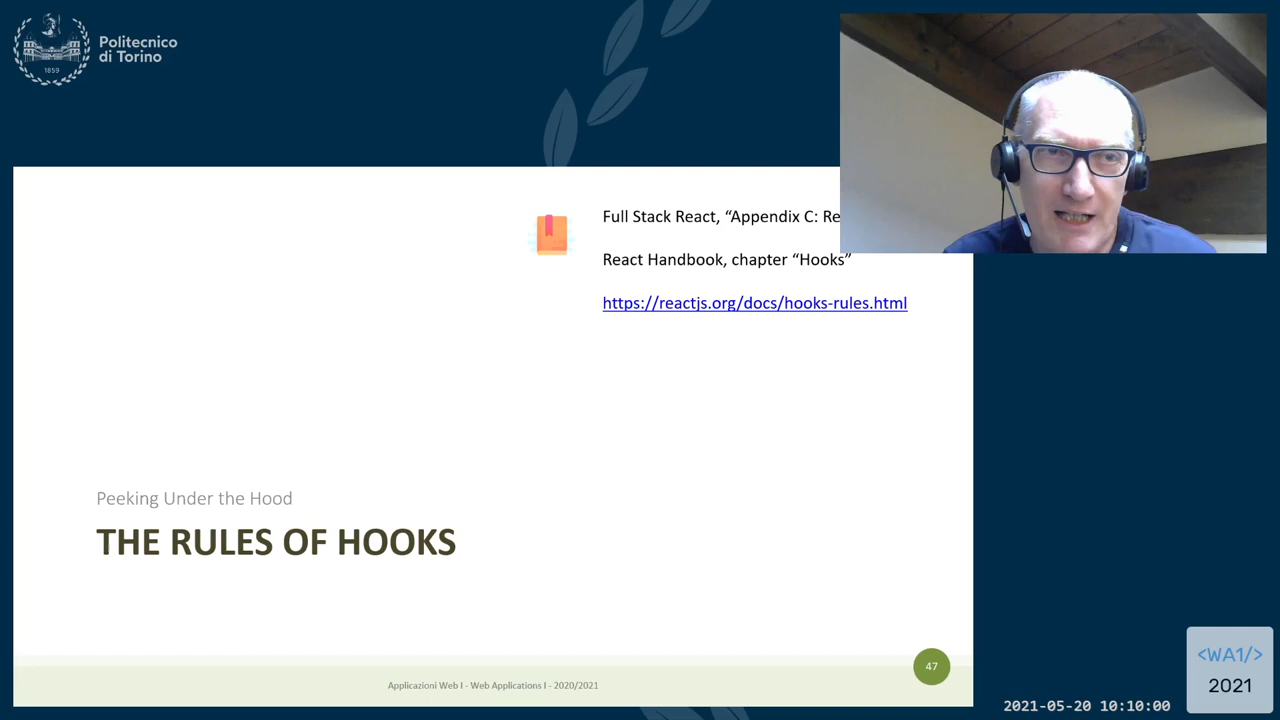 Politecnico
di Torino
1859
Full Stack React, “Appendix C: Re
React Handbook, chapter “Hooks”
https://reactjs.org/docs/hooks-rules.html
Peeking Under the Hood
THE RULES OF HOOKS
47
Applicazioni Web I - Web Applications I - 2020/2021
<WA1/>
2021
2021-05-20 10:10:00